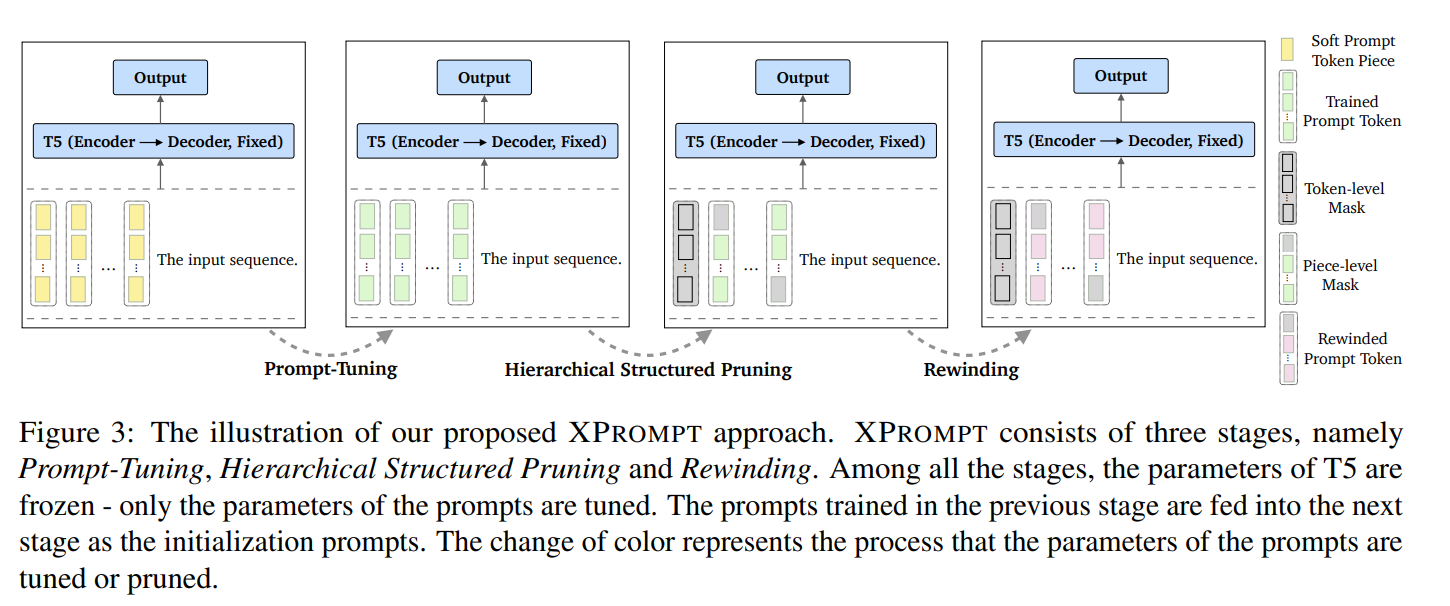 Output
T5 (Encoder → Decoder, Fixed)
...
The input sequence.
Output
T5 (Encoder → Decoder, Fixed)
...
The input sequence.
Output
T5 (Encoder → Decoder, Fixed)
...
The input sequence.
Output
T5 (Encoder → Decoder, Fixed)
...
The input sequence.
Prompt-Tuning
Hierarchical Structured Pruning
Rewinding
Soft Prompt
Token Piece
Trained
Prompt Token
Token-level
Mask
Piece-level
Mask
Rewinded
Prompt Token
Figure 3: The illustration of our proposed XPROMPT approach. XPROMPT consists of three stages, namely
Prompt-Tuning, Hierarchical Structured Pruning and Rewinding. Among all the stages, the parameters of T5 are
frozen - only the parameters of the prompts are tuned. The prompts trained in the previous stage are fed into the next
stage as the initialization prompts. The change of color represents the process that the parameters of the prompts are
tuned or pruned.